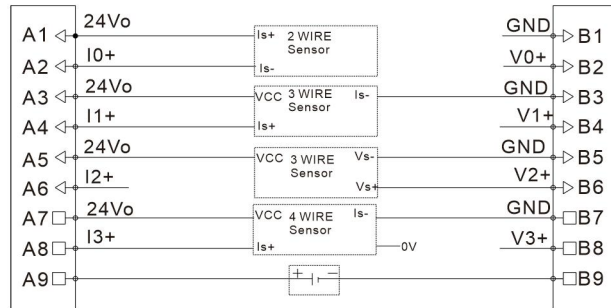 24Vo GND
A1 Is+ 2 WIRE B1
Sensor
I0+ V0+
A2 Is- B2
24Vo GND
A3 VCC 3 WIRE Is- B3
Sensor
I1+ V1+
A4 Is+ B4
24Vo GND
A5 VCC 3 WIRE Vs- B5
Sensor
I2+ V2+
A6 Vs+ B6
24Vo GND
A7 VCC 4 WIRE Is- B7
Sensor
I3+ V3+
A8 Is+ 0V B8
A9 + - B9